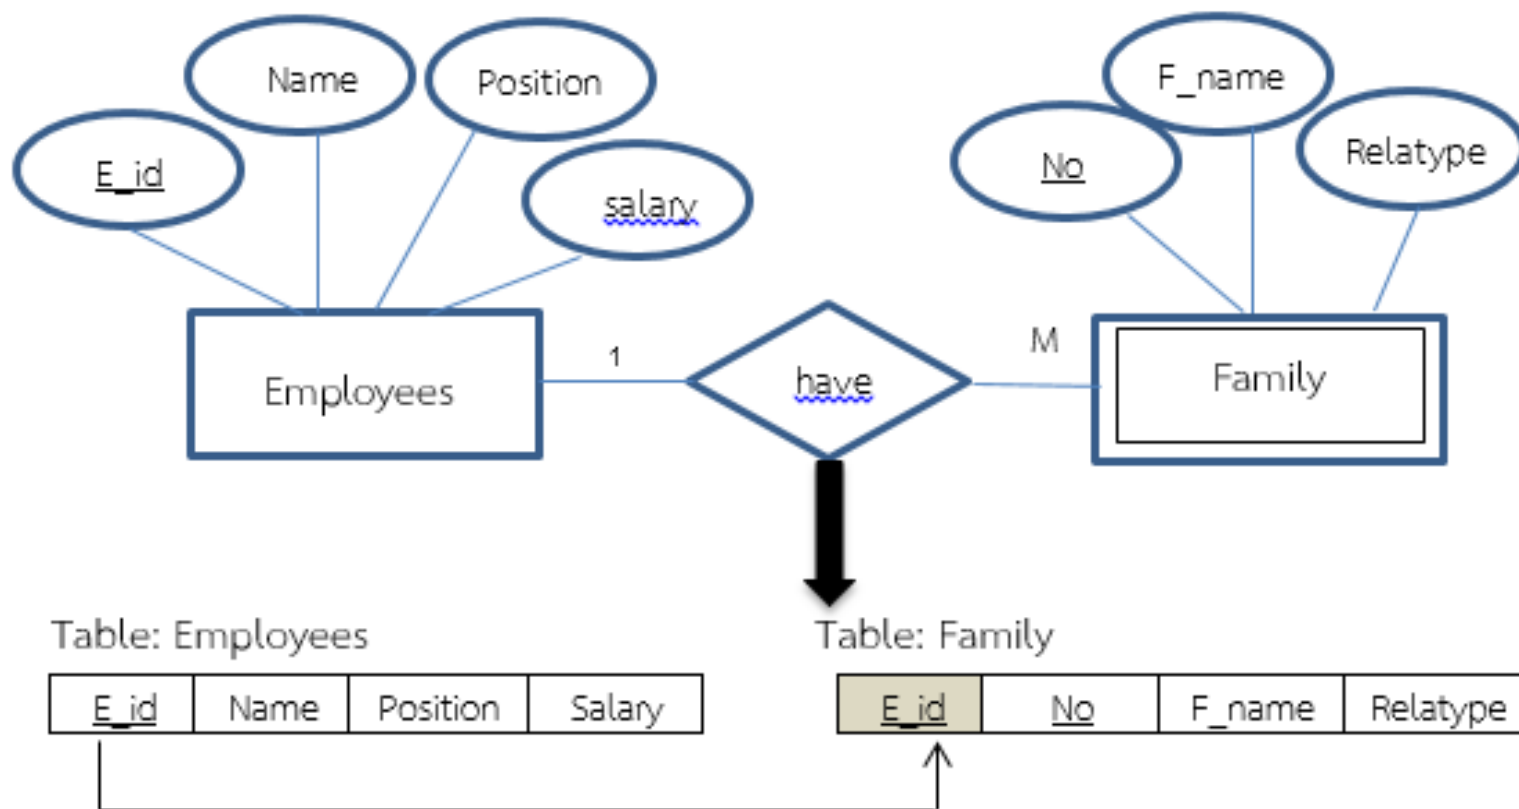 Name
Position
F_name
E_id
salary
No
Relatype
Employees
1
have
M
Family
Table: Employees
Table: Family
E_id Name Position Salary
E_id No F_name Relatype